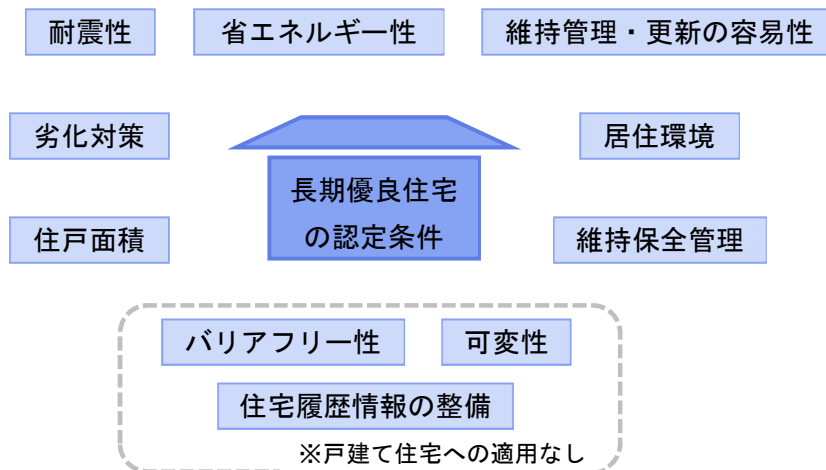 耐震性
省エネルギー性
維持管理・更新の容易性
劣化対策
居住環境
長期優良住宅
の認定条件
住戸面積
維持保全管理
バリアフリー性
可変性
住宅履歴情報の整備
※戸建て住宅への適用なし